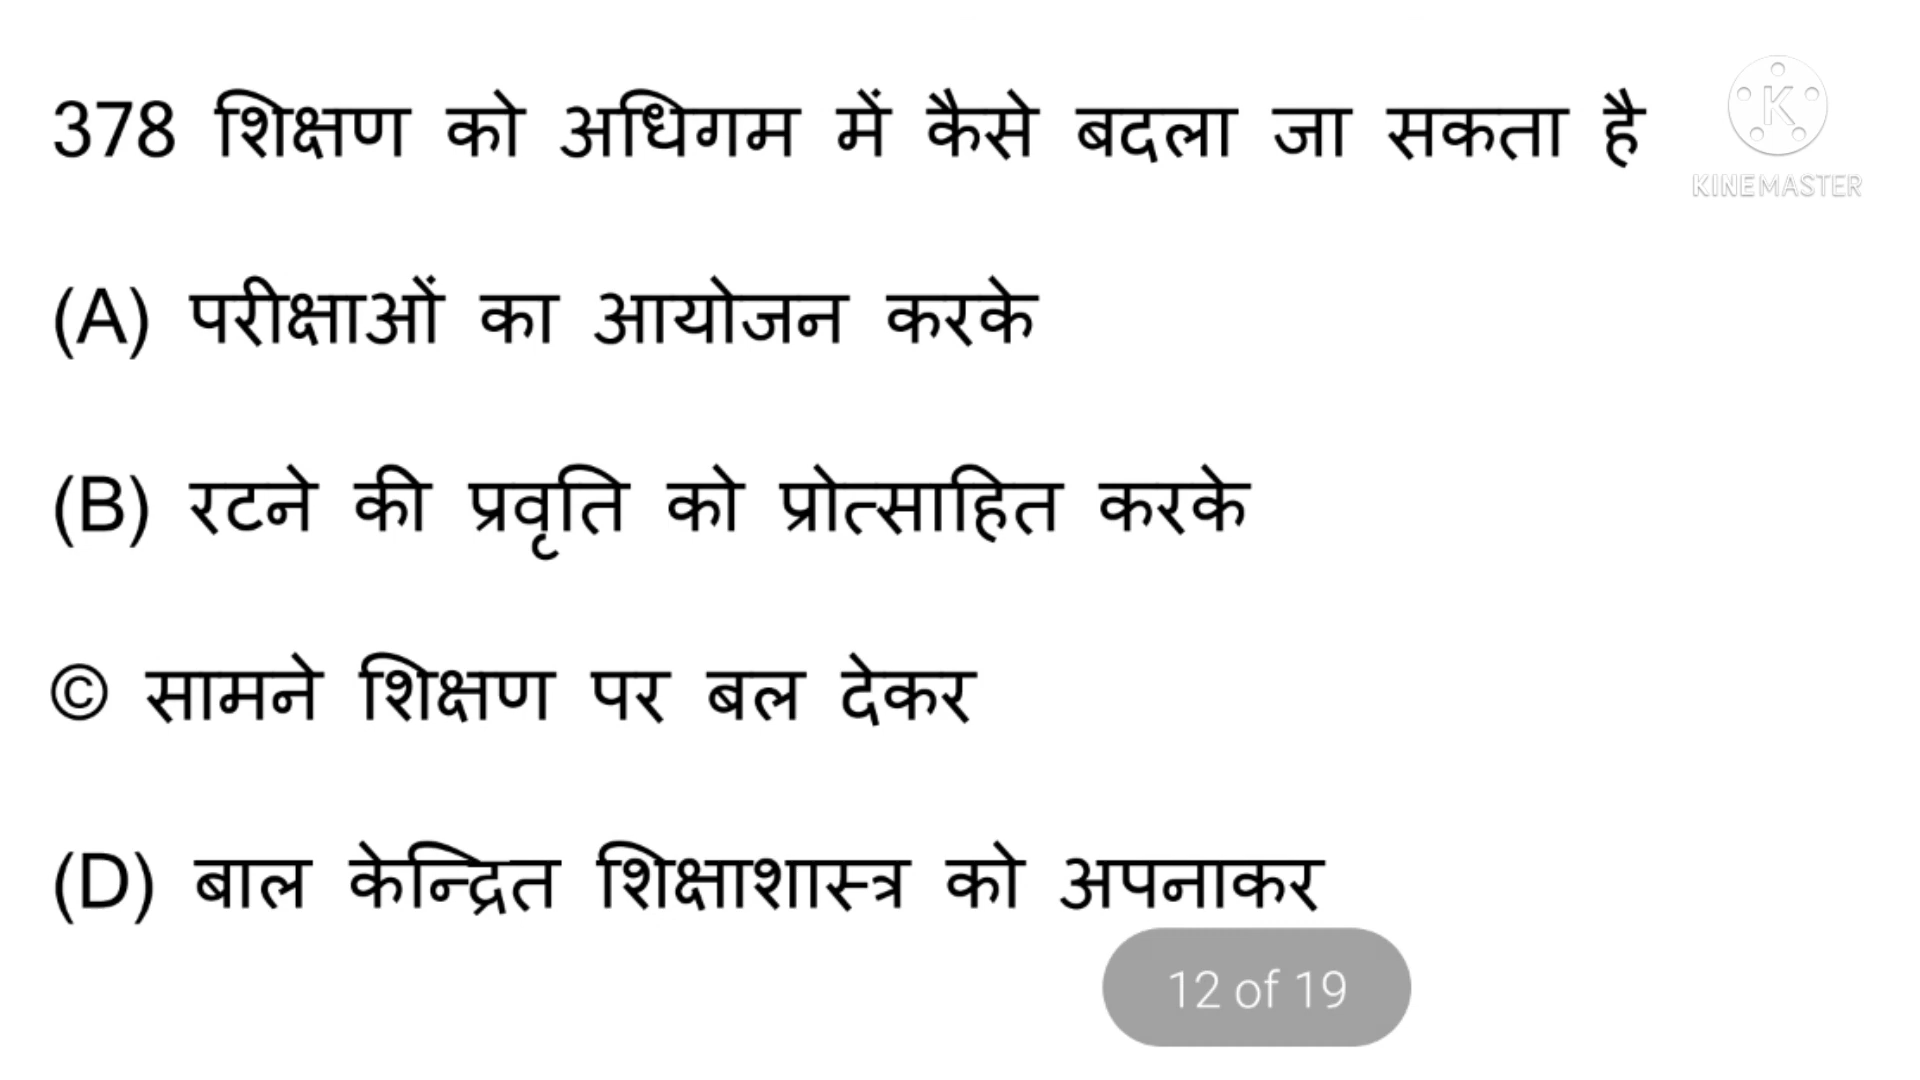 378 शिक्षण को अधिगम में कैसे बदला जा सकता है
KINEMASTER
(A) परीक्षाओं का आयोजन करके
(B) रटने की प्रवृति को प्रोत्साहित करके
© सामने शिक्षण पर बल देकर
(D) बाल केन्द्रित शिक्षाशास्त्र को अपनाकर
12 of 19